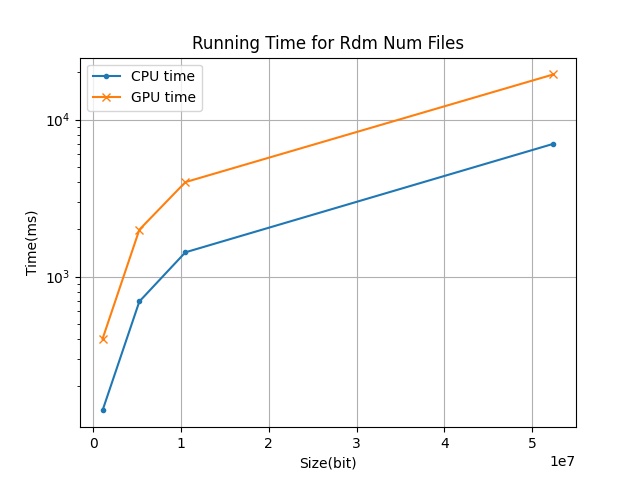 Running Time for Rdm Num Files
CPU time
GPU time
10^4
10^3
Time(ms)
0 1 2 3 4 5
1e7
Size(bit)